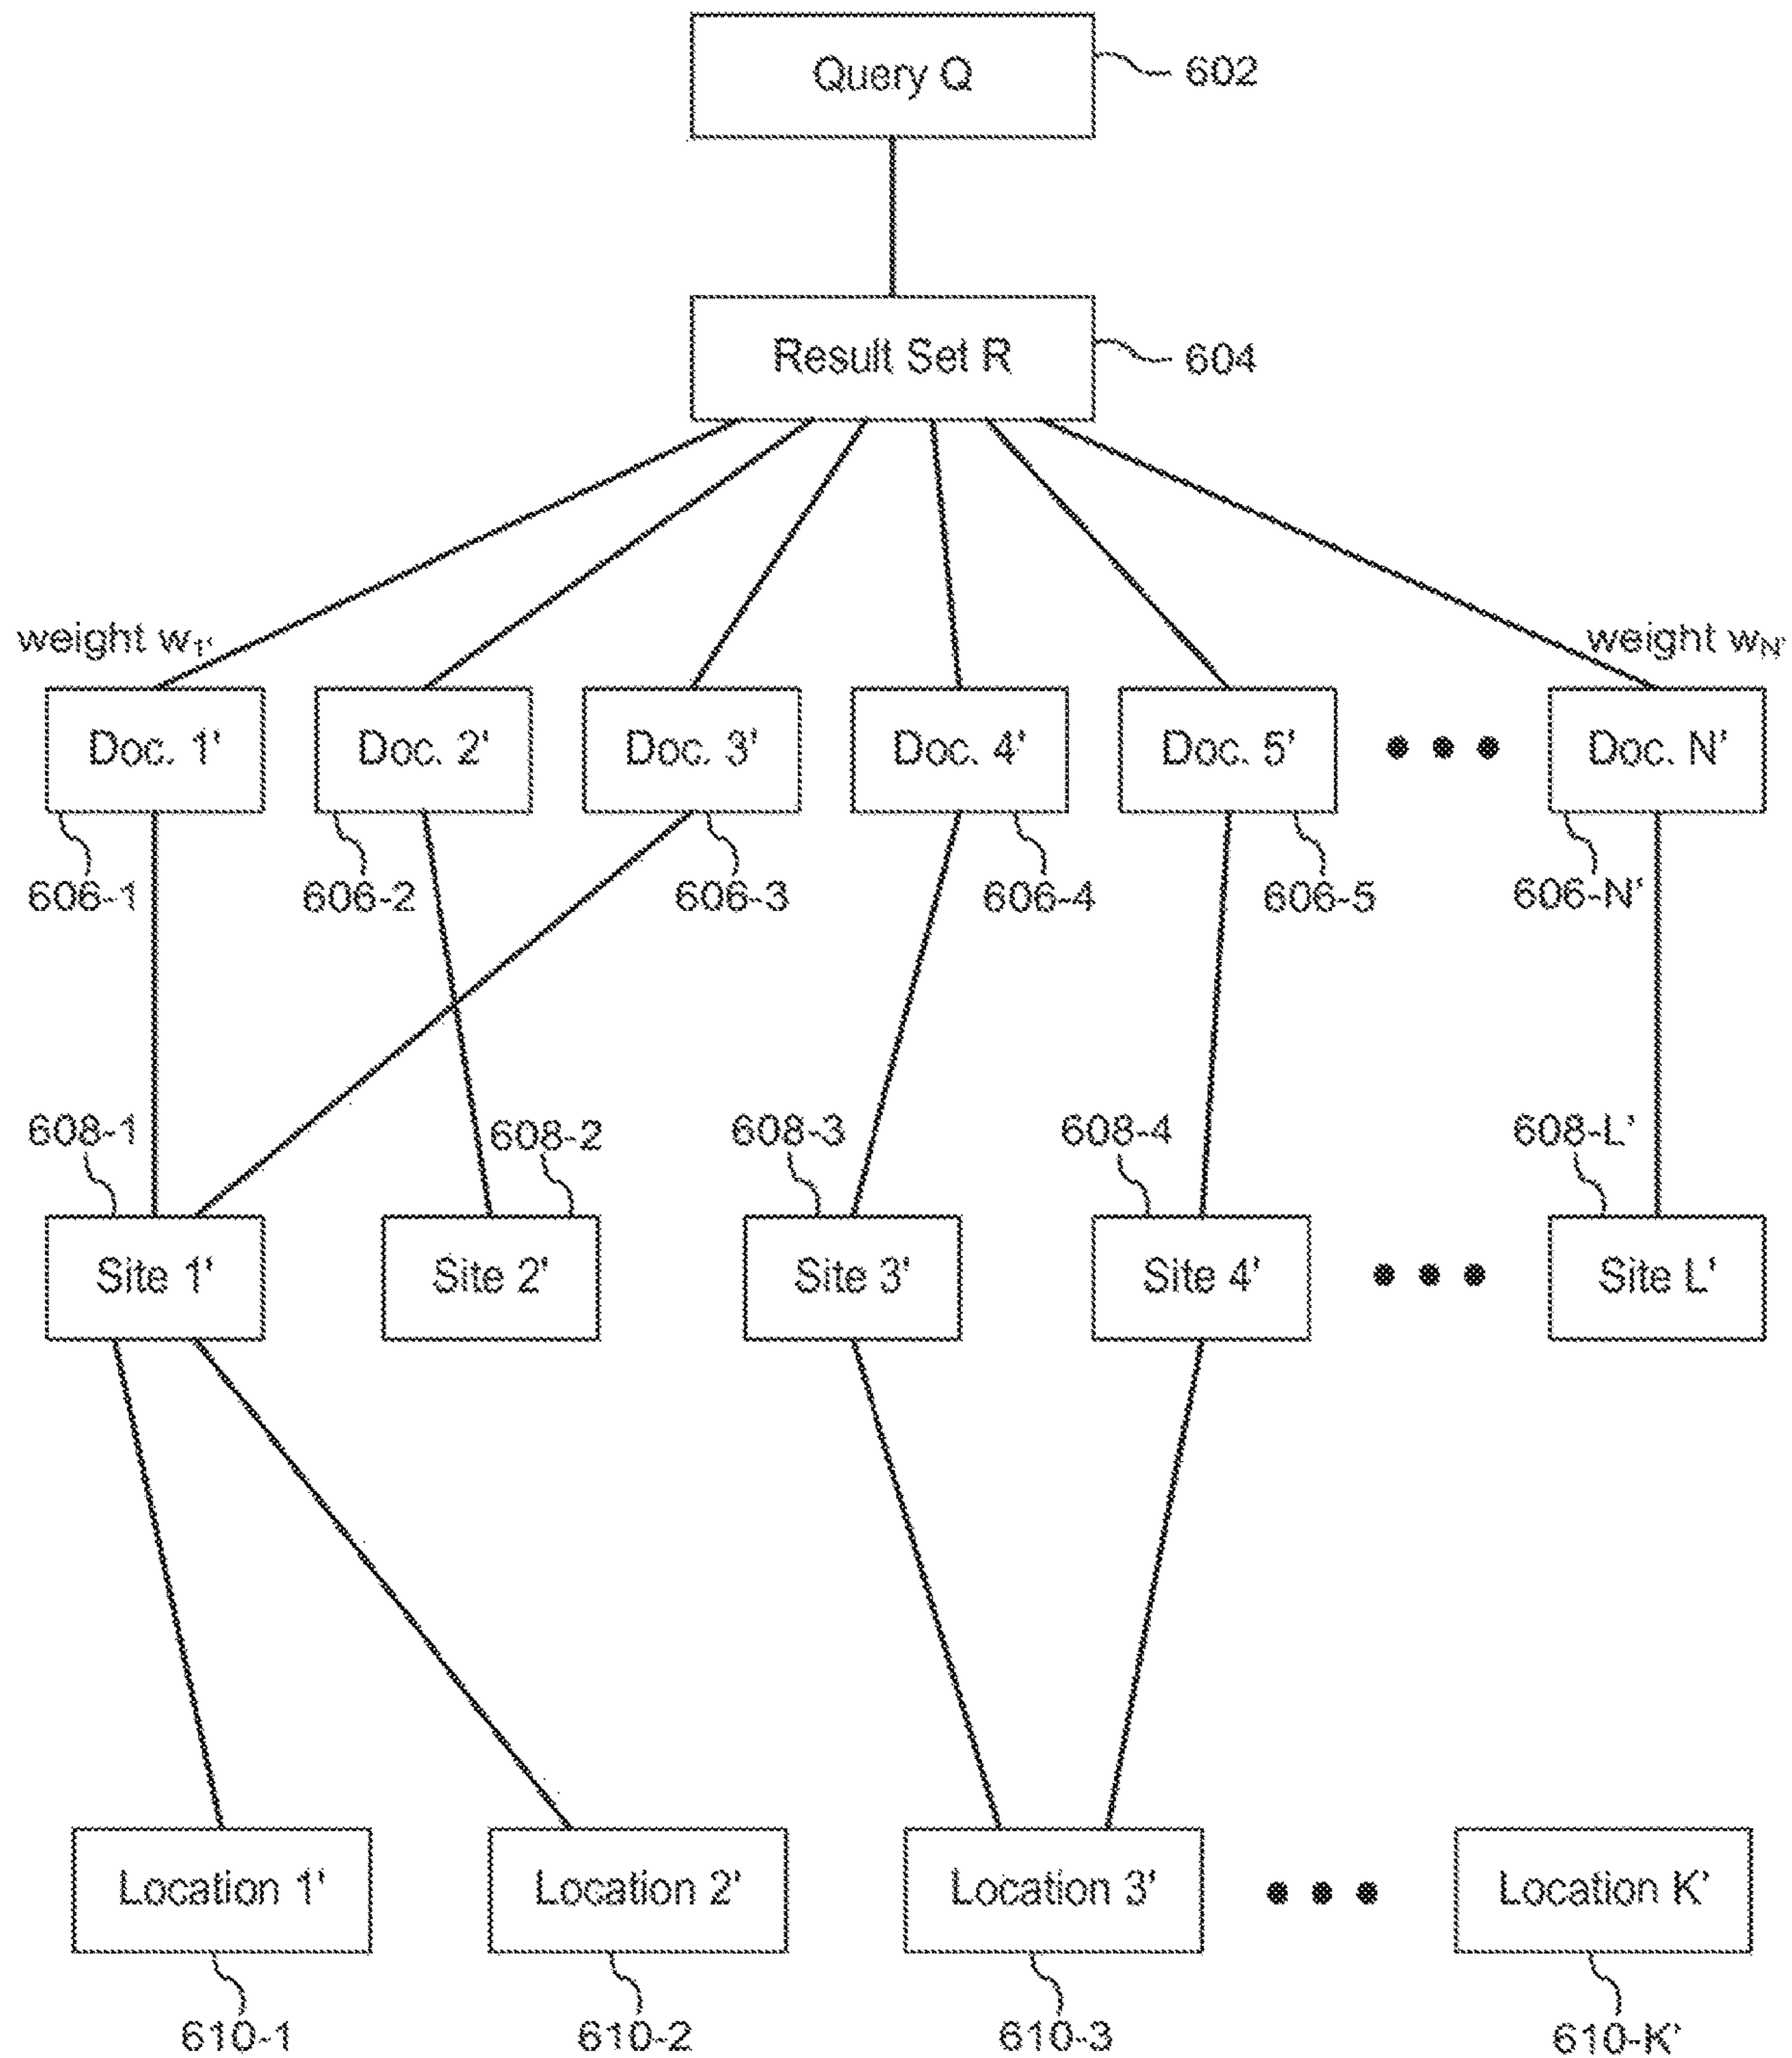 Query Q
602
Result Set R
604
weight w1'
weight wN'
Doc. 1'
Doc. 2'
Doc. 3'
Doc. 4'
Doc. 5'
Doc. N'
606-1
606-2
606-3
606-4
606-5
606-N'
608-1
608-2
608-3
608-4
608-L'
Site 1'
Site 2'
Site 3'
Site 4'
Site L'
Location 1'
Location 2'
Location 3'
Location K'
610-1
610-2
610-3
610-K'